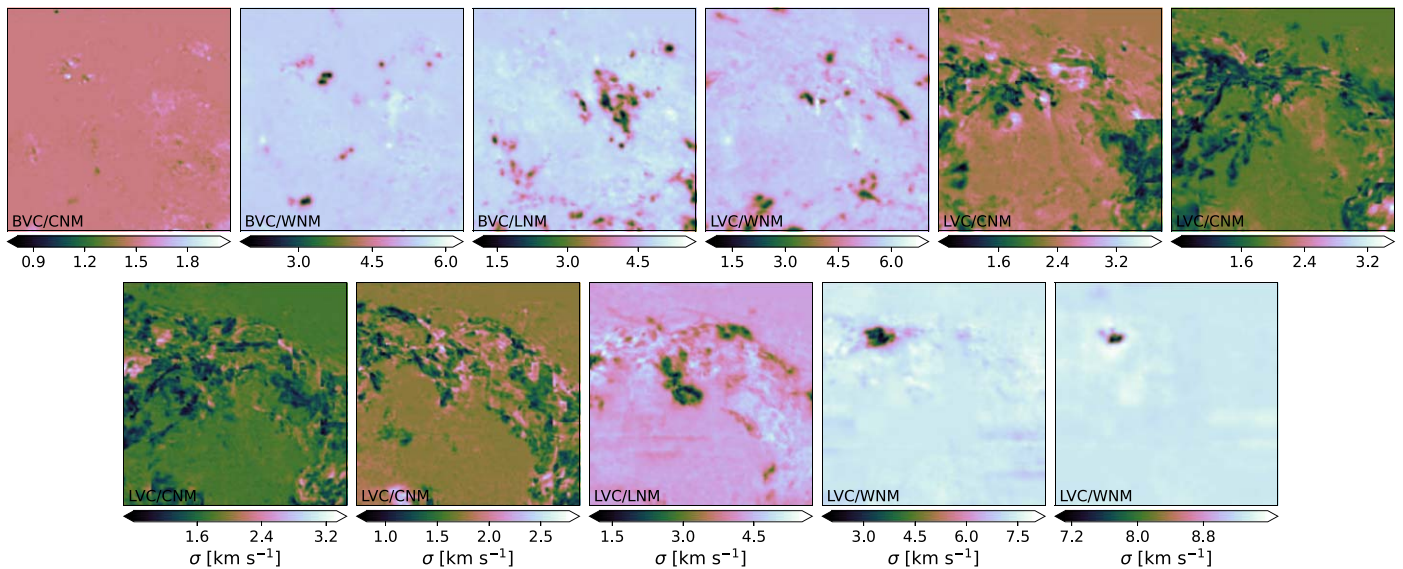 BVC/CNM BVC/WNM BVC/LNM LVC/WNM LVC/CNM LVC/CNM
0.9 1.2 1.5 1.8 3.0 4.5 6.0 1.5 3.0 4.5 1.5 3.0 4.5 6.0 1.6 2.4 3.2 1.6 2.4 3.2
LVC/CNM LVC/CNM LVC/LNM LVC/WNM LVC/WNM
1.6 2.4 3.2 1.0 1.5 2.0 2.5 1.5 3.0 4.5 3.0 4.5 6.0 7.5 7.2 8.0 8.8
σ [km s⁻¹] σ [km s⁻¹] σ [km s⁻¹] σ [km s⁻¹] σ [km s⁻¹]